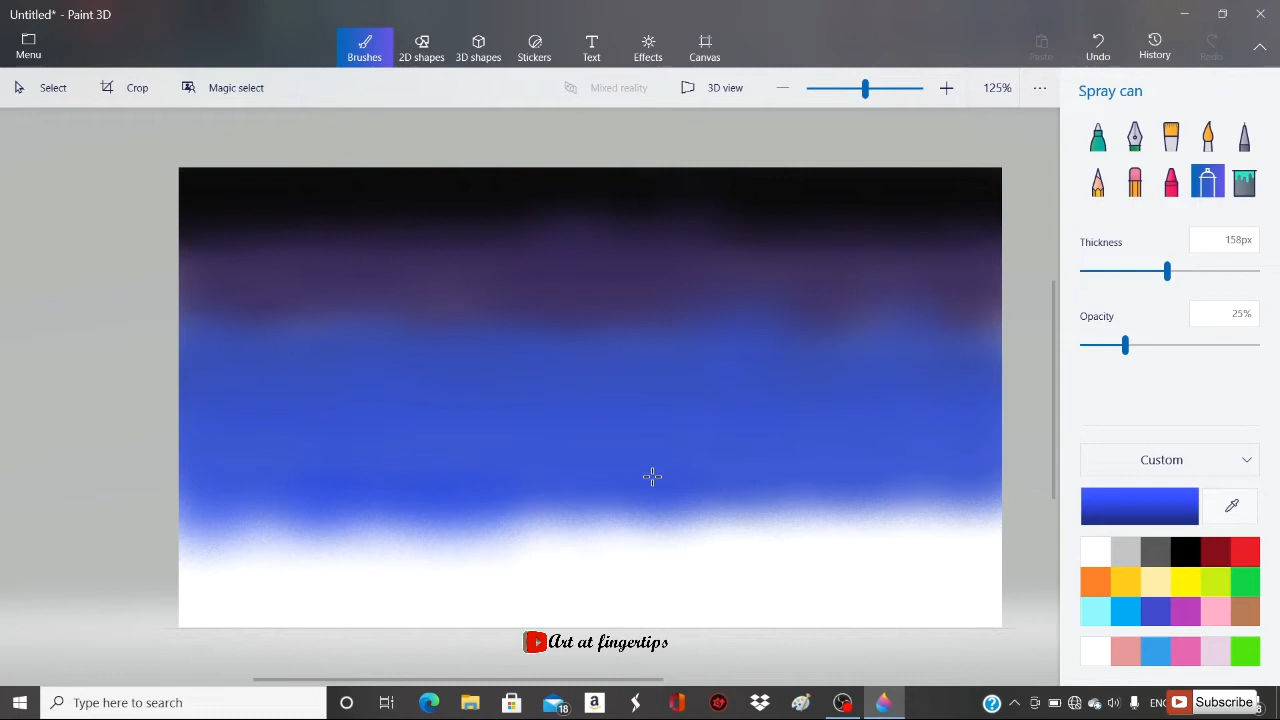 Untitled* - Paint 3D
Menu
Brushes
2D shapes
3D shapes
Stickers
Text
Effects
Canvas
Paste
Undo
History
Redo
Select
Crop
Magic select
Mixed reality
3D view
125%
Spray can
Thickness
158px
Opacity
25%
Custom
Art at fingertips
Type here to search
18
ENG
Subscribe